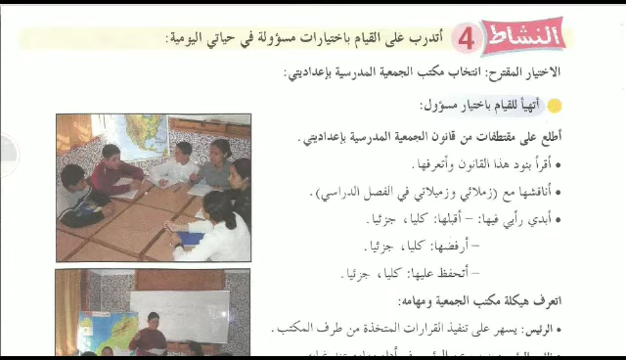 النشاط 4 أتدرب على القيام باختيارات مسؤولة في حياتي اليومية:
الاختيار المقترح: انتخاب مكتب الجمعية المدرسية بإعداديتي:
أتهيأ للقيام باختيار مسؤول:
أطلع على مقتطفات من قانون الجمعية المدرسية بإعداديتي.
• أقرأ بنود هذا القانون وأتعرفها.
• أناقشها مع (زملائي وزميلاتي في الفصل الدراسي).
• أبدي رأيي فيها: – أقبلها: كليا، جزئيا.
– أرفضها: كليا، جزئيا.
– أتحفظ عليها: كليا، جزئيا.
اتعرف هيكلة مكتب الجمعية ومهامه:
• الرئيس: يسهر على تنفيذ القرارات المتخذة من طرف المكتب.